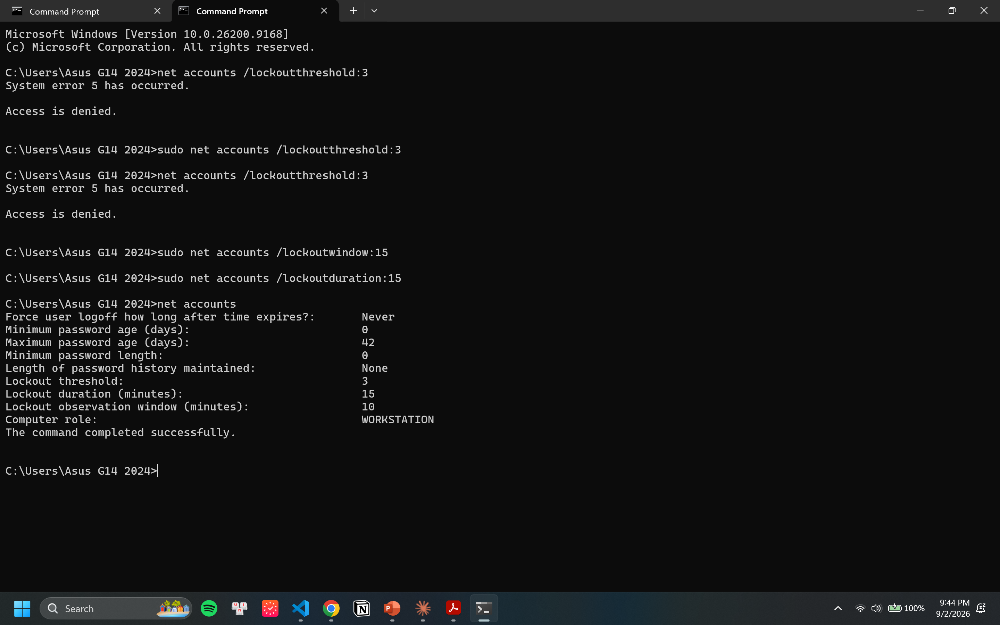 Command Prompt
Command Prompt
Microsoft Windows [Version 10.0.26200.9168]
(c) Microsoft Corporation. All rights reserved.
C:\Users\Asus G14 2024>net accounts /lockoutthreshold:3
System error 5 has occurred.
Access is denied.
C:\Users\Asus G14 2024>sudo net accounts /lockoutthreshold:3
C:\Users\Asus G14 2024>net accounts /lockoutthreshold:3
System error 5 has occurred.
Access is denied.
C:\Users\Asus G14 2024>sudo net accounts /lockoutwindow:15
C:\Users\Asus G14 2024>sudo net accounts /lockoutduration:15
C:\Users\Asus G14 2024>net accounts
Force user logoff how long after time expires?: Never
Minimum password age (days): 0
Maximum password age (days): 42
Minimum password length: 0
Length of password history maintained: None
Lockout threshold: 3
Lockout duration (minutes): 15
Lockout observation window (minutes): 10
Computer role: WORKSTATION
The command completed successfully.
C:\Users\Asus G14 2024>
Search
u n i
N
P
100%
9:44 PM
9/2/2026